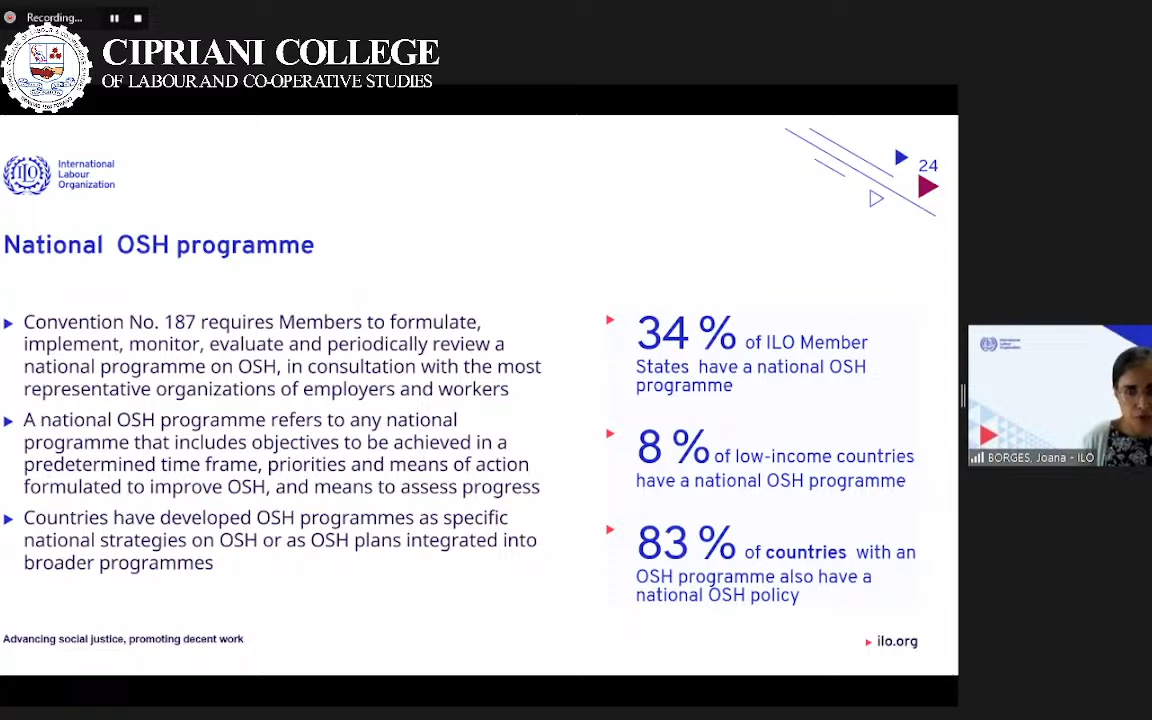 Recording...
CIPRIANI COLLEGE
OF LABOUR AND CO-OPERATIVE STUDIES
International
Labour
Organization
24
National OSH programme
Convention No. 187 requires Members to formulate,
implement, monitor, evaluate and periodically review a
national programme on OSH, in consultation with the most
representative organizations of employers and workers
A national OSH programme refers to any national
programme that includes objectives to be achieved in a
predetermined time frame, priorities and means of action
formulated to improve OSH, and means to assess progress
Countries have developed OSH programmes as specific
national strategies on OSH or as OSH plans integrated into
broader programmes
34 % of ILO Member
States have a national OSH
programme
8 % of low-income countries
have a national OSH programme
83 % of countries with an
OSH programme also have a
national OSH policy
Advancing social justice, promoting decent work
ilo.org
BORGES, Joana - ILO